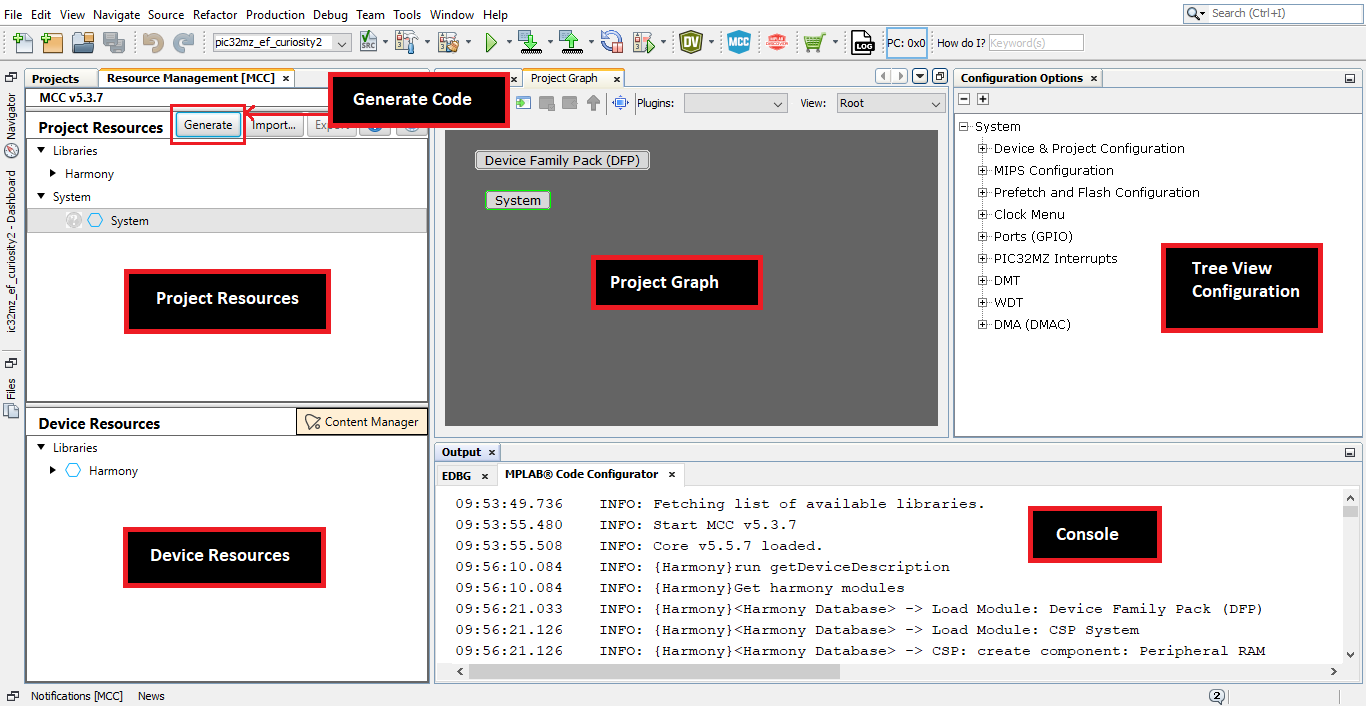 File Edit View Navigate Source Refactor Production Debug Team Tools Window Help
Search (Ctrl+I)
pic32mz_ef_curiosity2
SRC
DV
MCC
LOG
PC: 0x0
How do I?
Keyword(s)
Projects
Resource Management [MCC]
MCC v5.3.7
Project Resources
Generate
Import...
Generate Code
Libraries
Harmony
System
System
Project Resources
Device Resources
Content Manager
Libraries
Harmony
Device Resources
Navigator
ic32mz_ef_curiosity2 - Dashboard
Files
Project Graph
Plugins:
View:
Root
Device Family Pack (DFP)
System
Project Graph
Configuration Options
System
Device & Project Configuration
MIPS Configuration
Prefetch and Flash Configuration
Clock Menu
Ports (GPIO)
PIC32MZ Interrupts
DMT
WDT
DMA (DMAC)
Tree View
Configuration
Output
EDBG
MPLAB® Code Configurator
09:53:49.736 INFO: Fetching list of available libraries.
09:53:55.480 INFO: Start MCC v5.3.7
09:53:55.508 INFO: Core v5.5.7 loaded.
09:56:10.084 INFO: {Harmony}run getDeviceDescription
09:56:10.084 INFO: {Harmony}Get harmony modules
09:56:21.033 INFO: {Harmony}<Harmony Database> -> Load Module: Device Family Pack (DFP)
09:56:21.126 INFO: {Harmony}<Harmony Database> -> Load Module: CSP System
09:56:21.126 INFO: {Harmony}<Harmony Database> -> CSP: create component: Peripheral RAM
Console
Notifications [MCC]
News
2